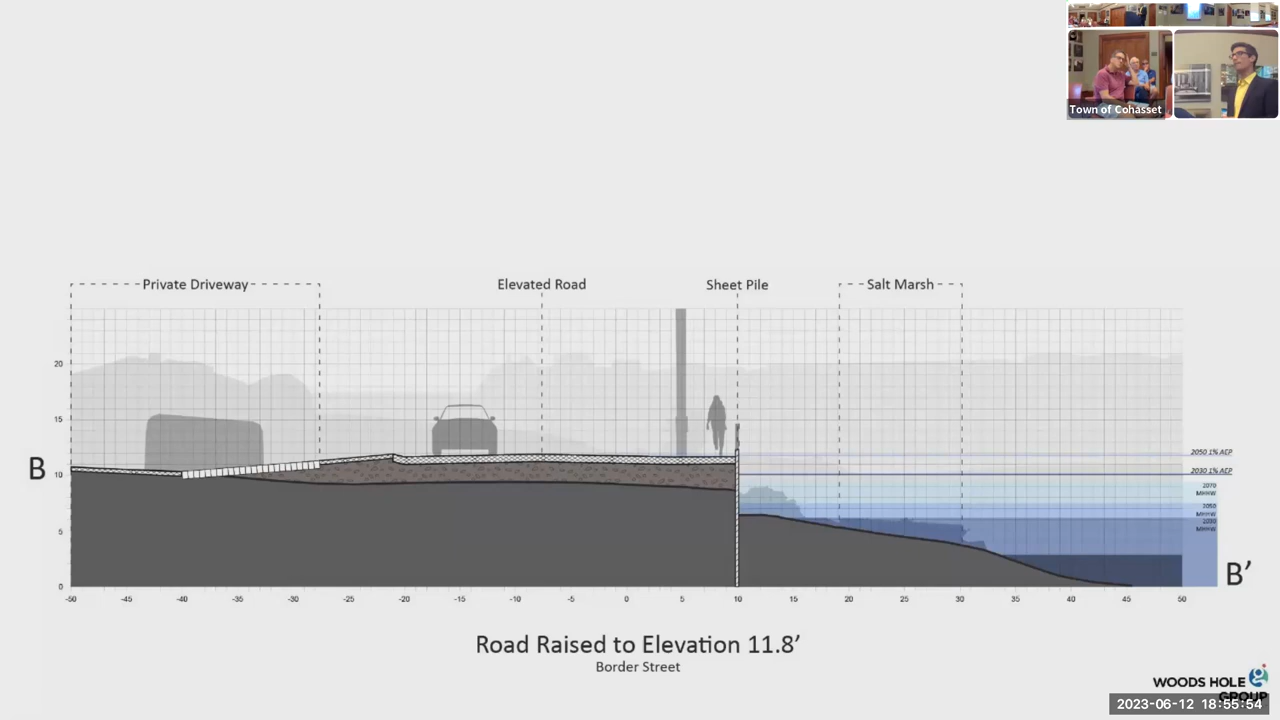 Town of Cohasset
Private Driveway
Elevated Road
Sheet Pile
Salt Marsh
20
15
10
5
0
B
2050 1% AEP
2030 1% AEP
2070
MHHW
2050
MHHW
2030
MHHW
B’
-50 -45 -40 -35 -30 -25 -20 -15 -10 -5 0 5 10 15 20 25 30 35 40 45 50
Road Raised to Elevation 11.8’
Border Street
WOODS HOLE
GROUP
2023-06-12 18:55:54